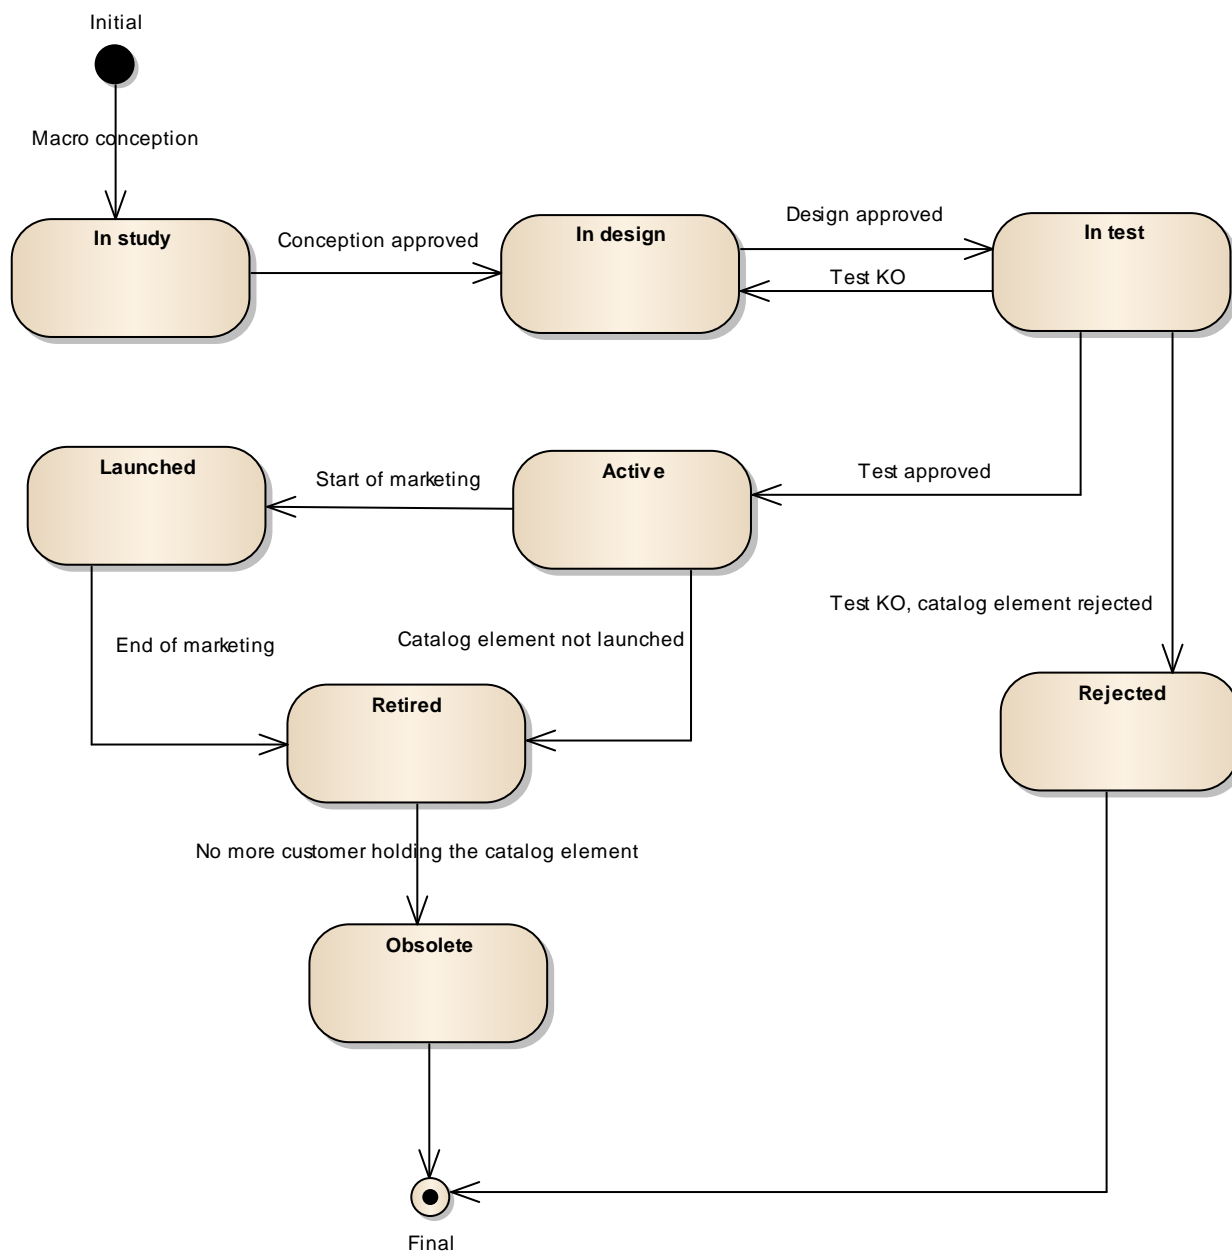 Initial
Macro conception
In study
Conception approved
In design
Design approved
Test KO
In test
Launched
Start of marketing
Active
Test approved
Test KO, catalog element rejected
End of marketing
Catalog element not launched
Retired
Rejected
No more customer holding the catalog element
Obsolete
Final